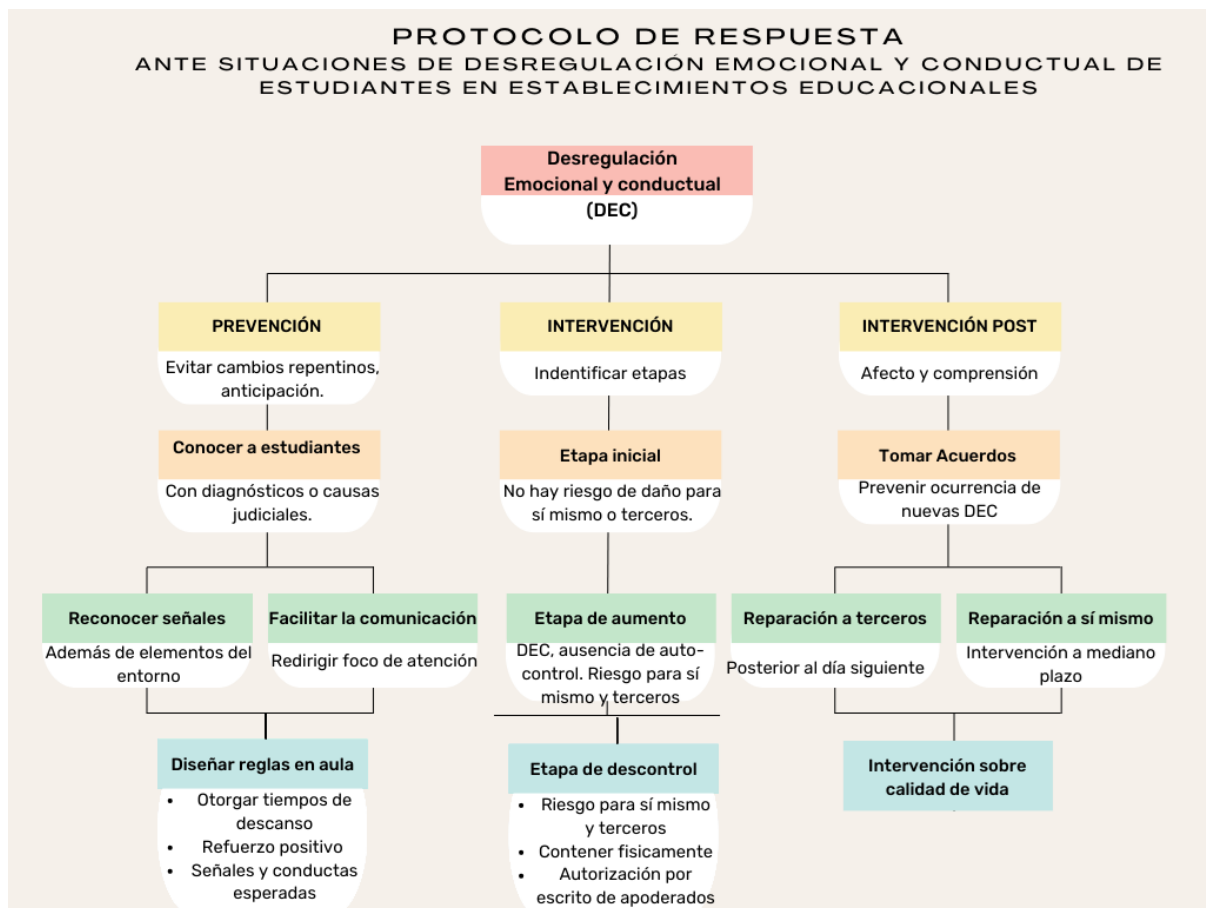 PROTOCOLO DE RESPUESTA
ANTE SITUACIONES DE DESREGULACIÓN EMOCIONAL Y CONDUCTUAL DE
ESTUDIANTES EN ESTABLECIMIENTOS EDUCACIONALES
Desregulación
Emocional y conductual
(DEC)
PREVENCIÓN
Evitar cambios repentinos,
anticipación.
Conocer a estudiantes
Con diagnósticos o causas
judiciales.
Reconocer señales
Además de elementos del
entorno
Facilitar la comunicación
Redirigir foco de atención
Diseñar reglas en aula
• Otorgar tiempos de
descanso
• Refuerzo positivo
• Señales y conductas
esperadas
INTERVENCIÓN
Indentificar etapas
Etapa inicial
No hay riesgo de daño para
sí mismo o terceros.
Etapa de aumento
DEC, ausencia de auto-
control. Riesgo para sí
mismo y terceros
Etapa de descontrol
• Riesgo para sí mismo
y terceros
• Contener fisicamente
• Autorización por
escrito de apoderados
INTERVENCIÓN POST
Afecto y comprensión
Tomar Acuerdos
Prevenir ocurrencia de
nuevas DEC
Reparación a terceros
Posterior al día siguiente
Reparación a sí mismo
Intervención a mediano
plazo
Intervención sobre
calidad de vida